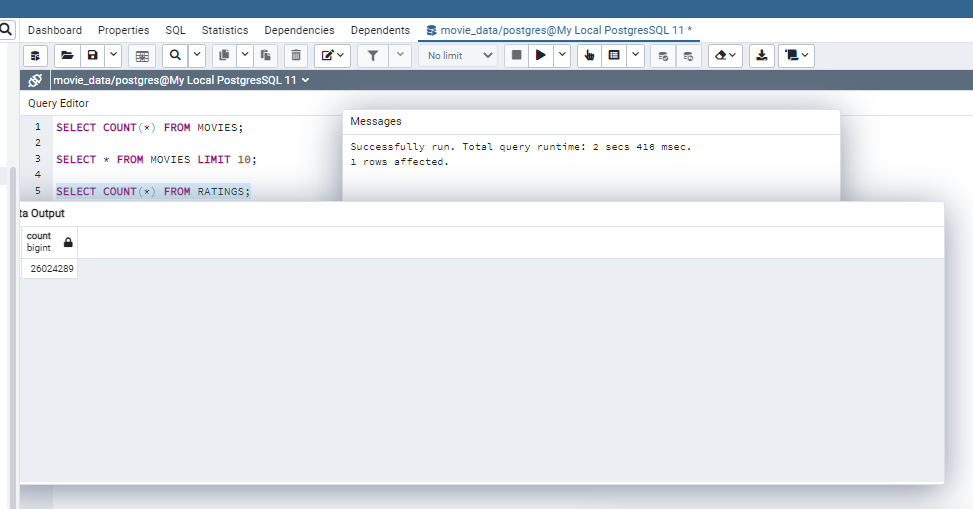 Dashboard Properties SQL Statistics Dependencies Dependents movie_data/postgres@My Local PostgresSQL 11 *
No limit
movie_data/postgres@My Local PostgresSQL 11
Query Editor
1 SELECT COUNT(*) FROM MOVIES;
2
3 SELECT * FROM MOVIES LIMIT 10;
4
5 SELECT COUNT(*) FROM RATINGS;
Messages
Successfully run. Total query runtime: 2 secs 416 msec.
1 rows affected.
ta Output
count
bigint
26024289